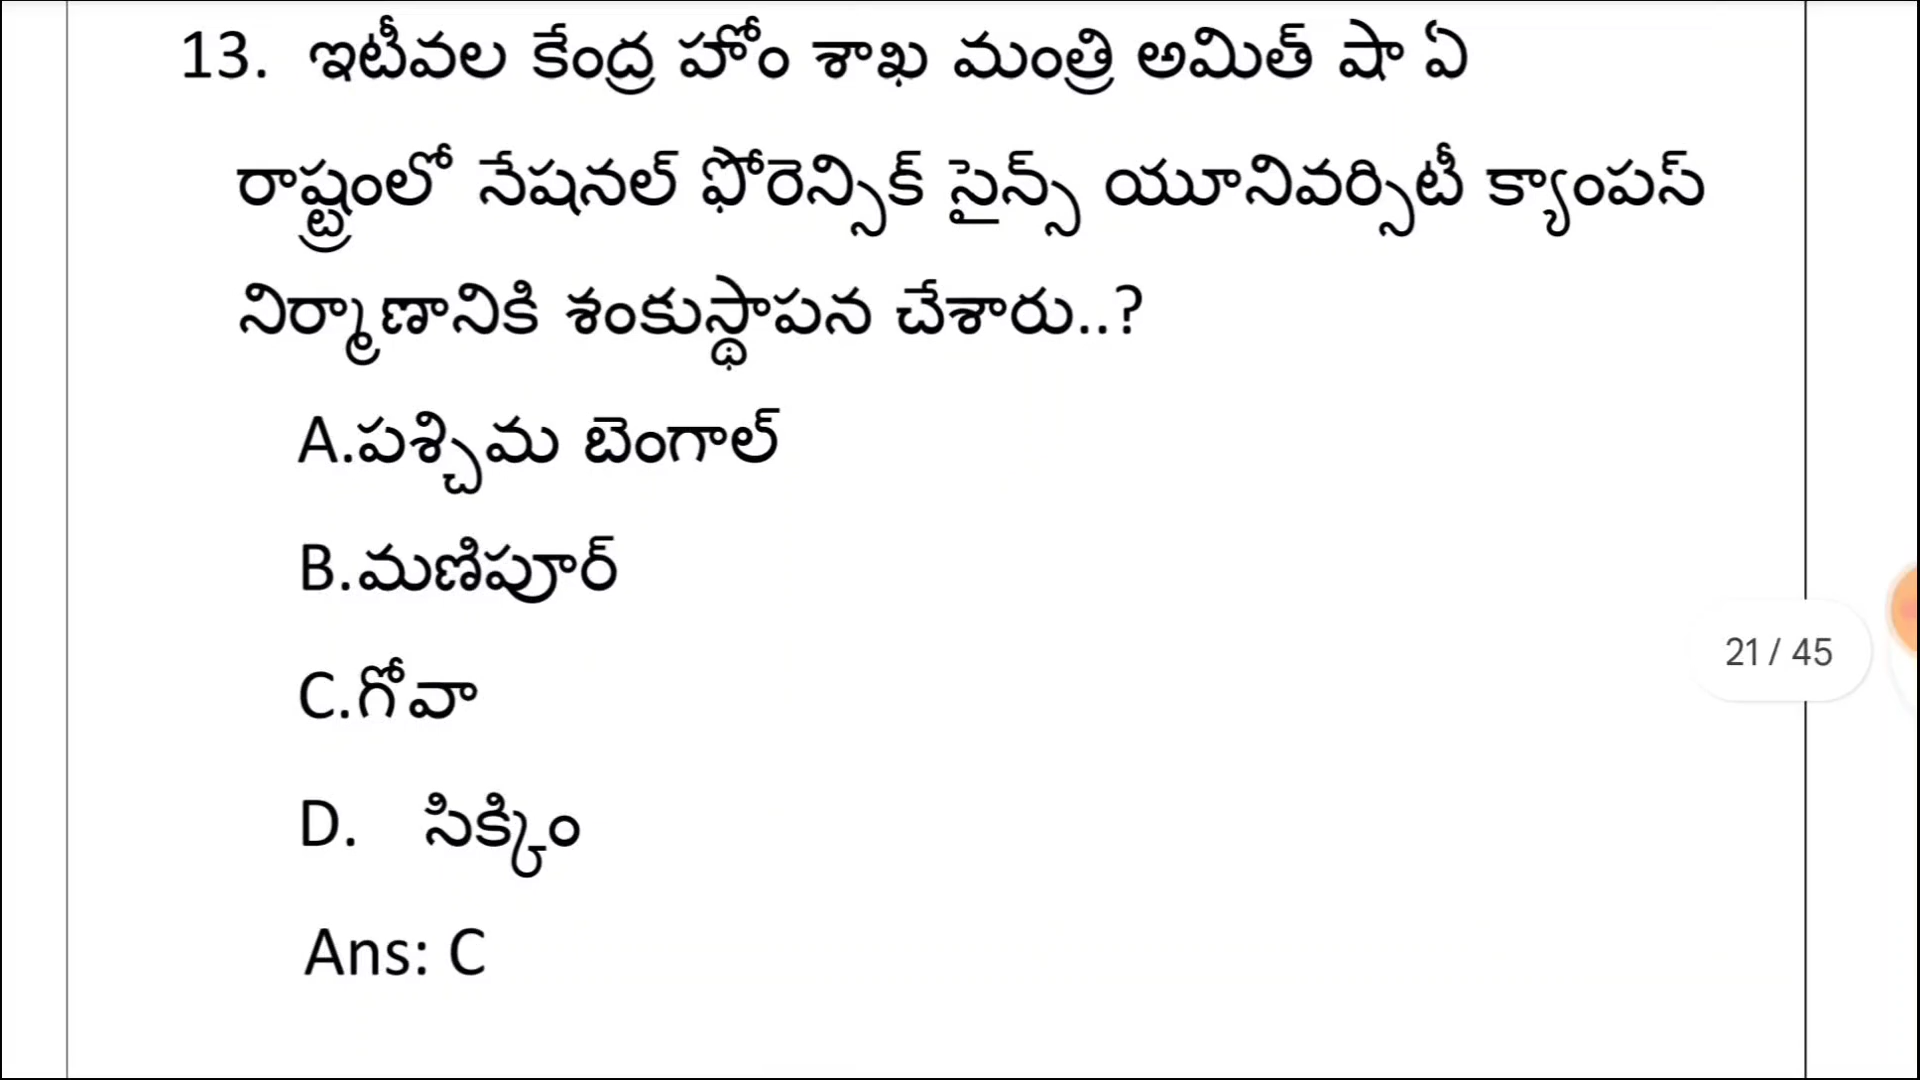 13. ఇటీవల కేంద్ర హోం శాఖ మంత్రి అమిత్ షా ఏ
రాష్ట్రంలో నేషనల్ ఫోరెన్సిక్ సైన్స్ యూనివర్సిటీ క్యాంపస్
నిర్మాణానికి శంకుస్థాపన చేశారు..?
A.పశ్చిమ బెంగాల్
B.మణిపూర్
C.గోవా
21 / 45
D. సిక్కిం
Ans: C